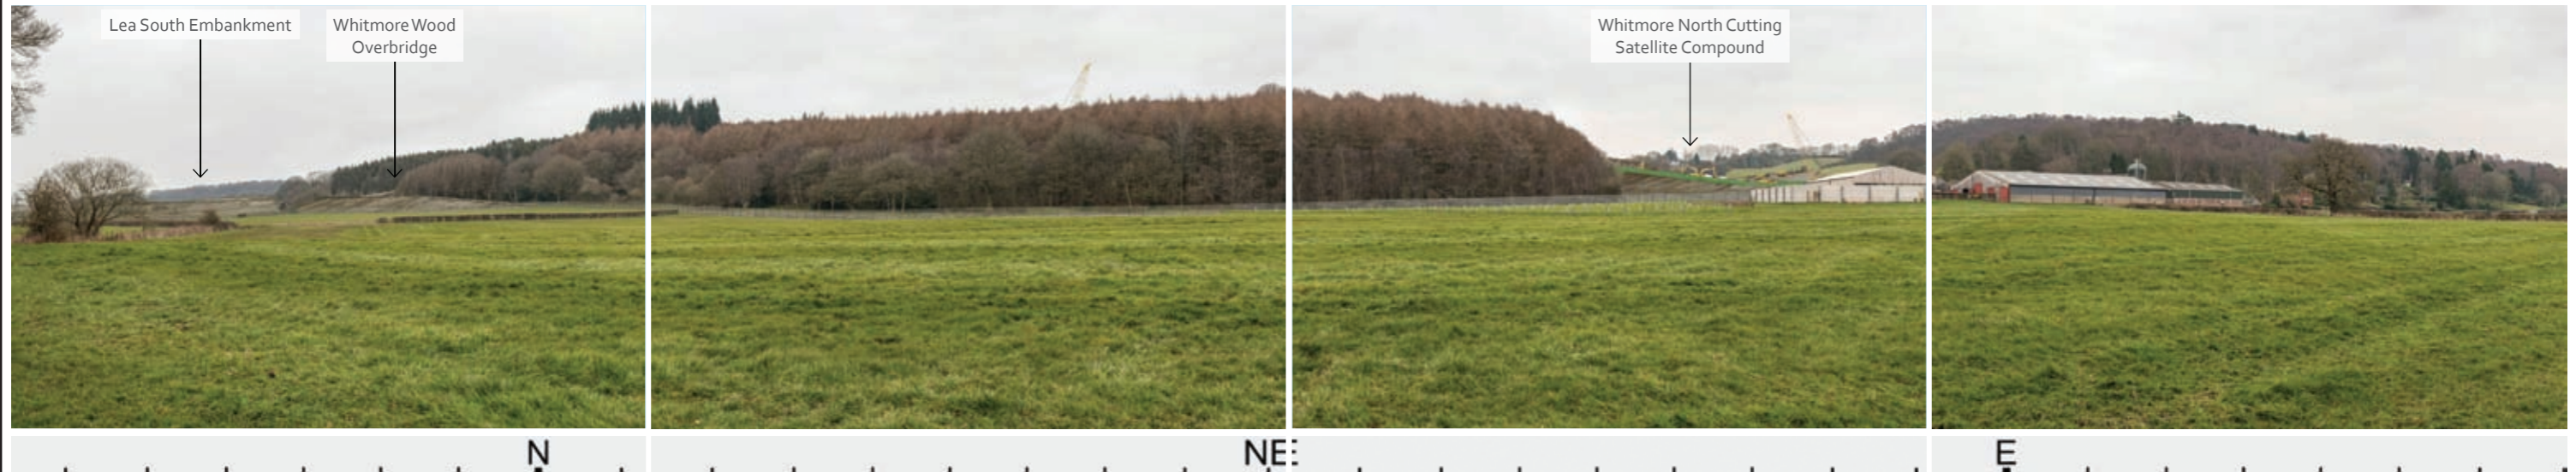 Lea South Embankment
Whitmore Wood
Overbridge
Whitmore North Cutting
Satellite Compound
N
NE
E